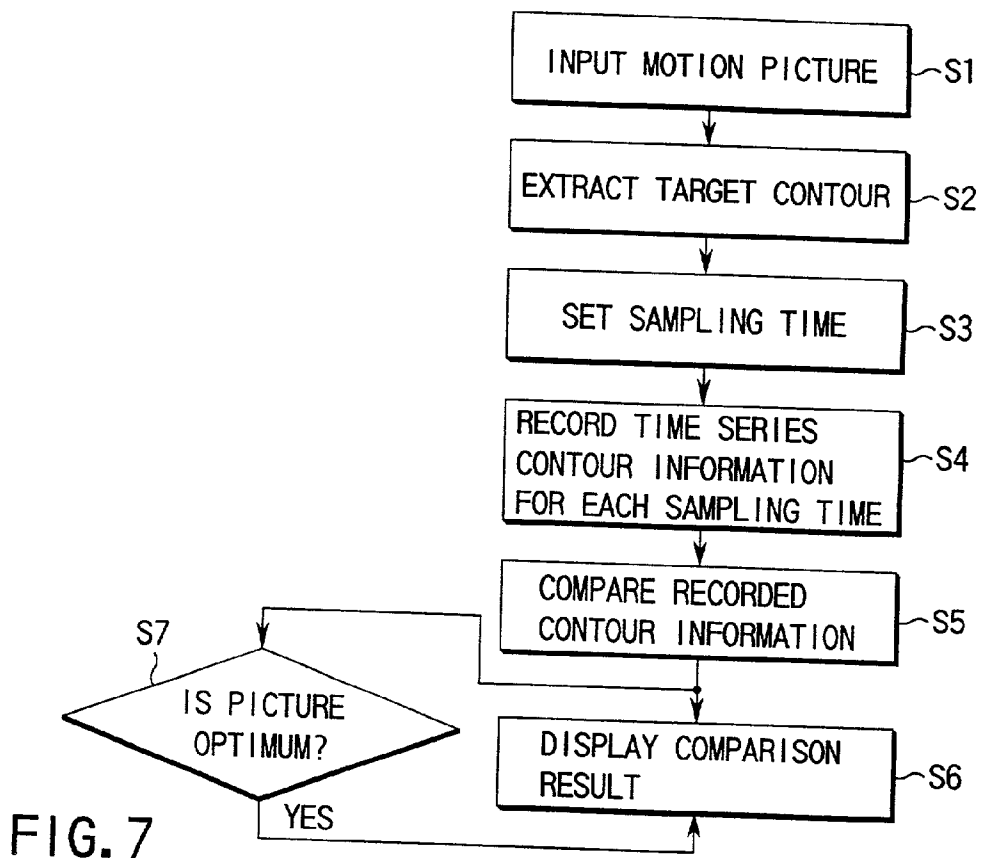 INPUT MOTION PICTURE
S1
EXTRACT TARGET CONTOUR
S2
SET SAMPLING TIME
S3
RECORD TIME SERIES
CONTOUR INFORMATION
FOR EACH SAMPLING TIME
S4
COMPARE RECORDED
CONTOUR INFORMATION
S5
S7
IS PICTURE
OPTIMUM?
DISPLAY COMPARISON
RESULT
S6
YES
FIG. 7